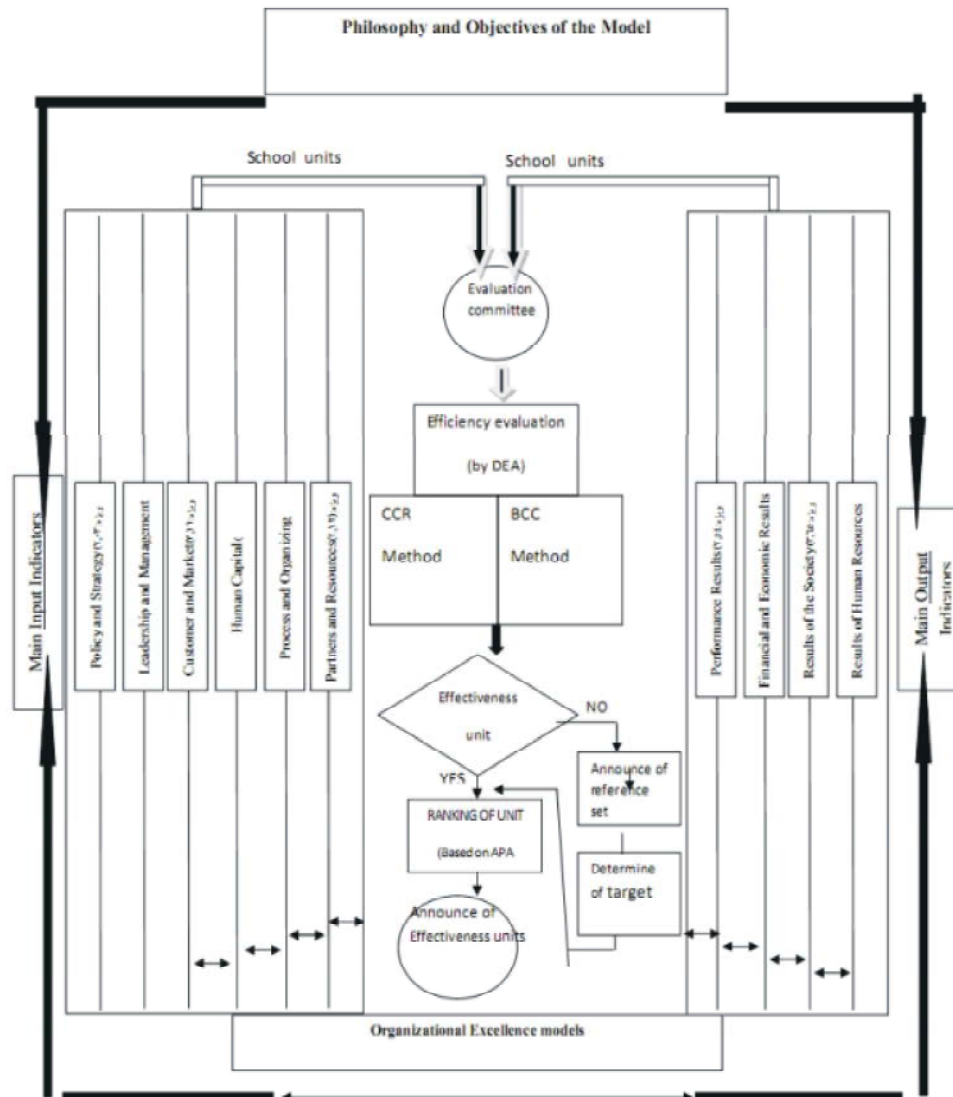 Philosophy and Objectives of the Model
School units
School units
Evaluation
committee
Efficiency evaluation
(by DEA)
CCR
Method
BCC
Method
Effectiveness
unit
NO
YES
Announce of
reference
set
RANKING OF UNIT
(Based on APA
Determine
of target
Announce of
Effectiveness units
Main Input Indicators
Policy and Strategy
Leadership and Management
Customer and Market
Human Capital(
Process and Organizing
Partners and Resources
Performance Results
Financial and Economic Results
Results of the Society
Results of Human Resources
Main Output
Indicators
Organizational Excellence models